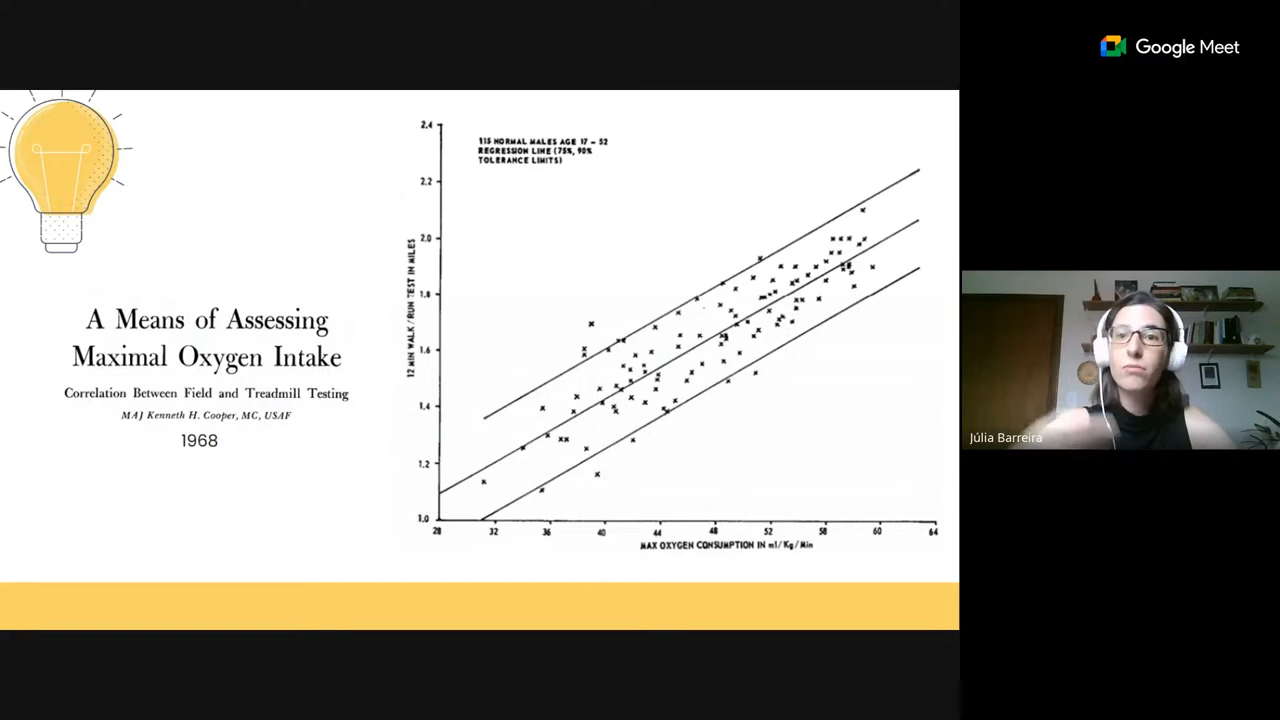 Google Meet
A Means of Assessing
Maximal Oxygen Intake
Correlation Between Field and Treadmill Testing
MAJ Kenneth H. Cooper, MC, USAF
1968
115 NORMAL MALES AGE 17 – 52
REGRESSION LINE (75%, 90%
TOLERANCE LIMITS)
12 MIN WALK / RUN TEST IN MILES
2.4
2.2
2.0
1.8
1.6
1.4
1.2
1.0
28 32 36 40 44 48 52 56 60 64
MAX OXYGEN CONSUMPTION IN ml/Kg/Min
Júlia Barreira